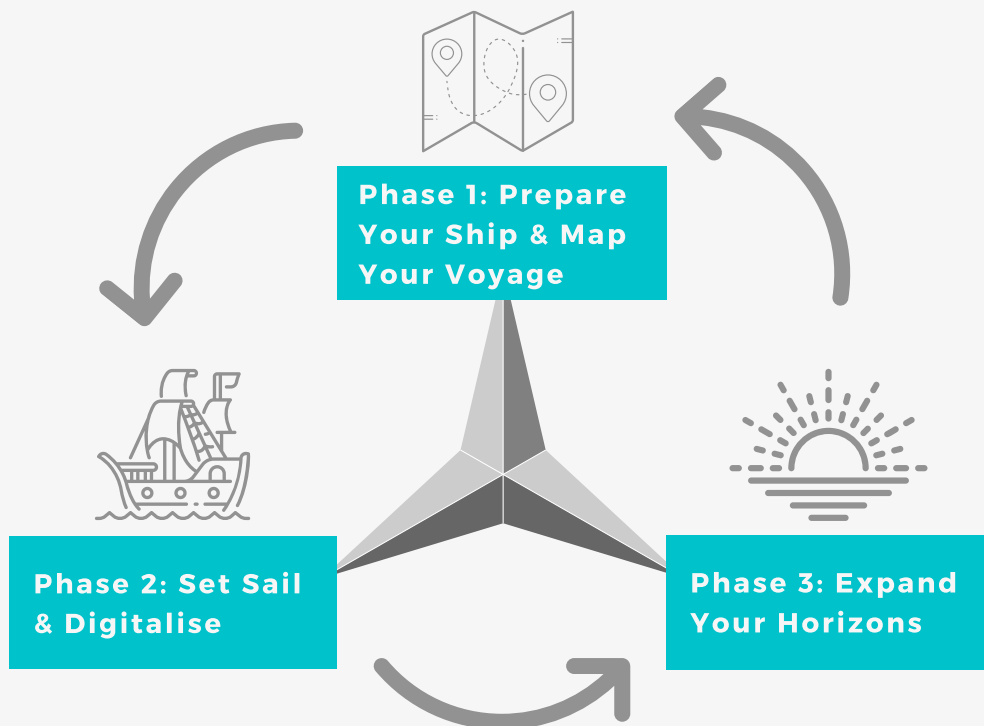 Phase 1: Prepare
Your Ship & Map
Your Voyage
Phase 2: Set Sail
& Digitalise
Phase 3: Expand
Your Horizons